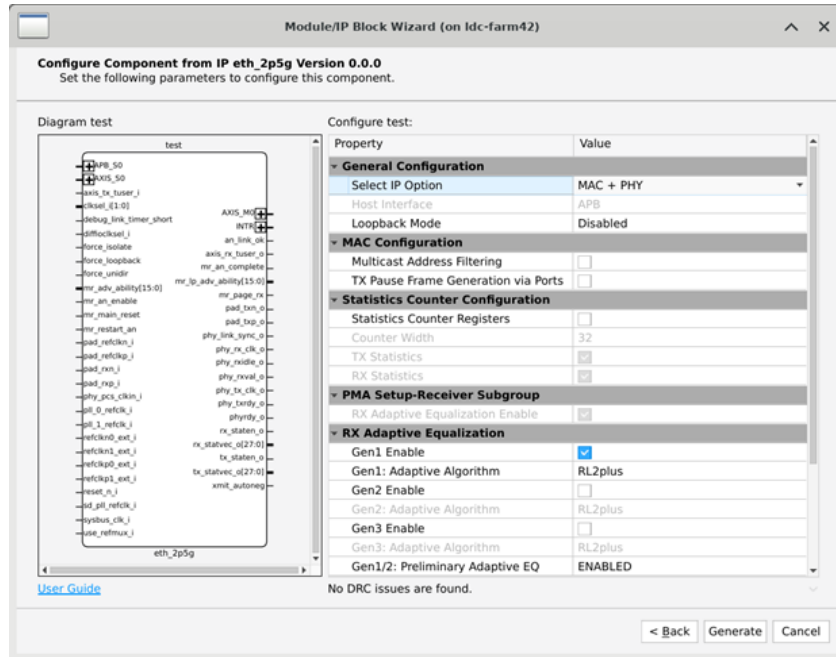 Module/IP Block Wizard (on ldc-farm42)
Configure Component from IP eth_2p5g Version 0.0.0
Set the following parameters to configure this component.
Diagram test
test
APB_S0
AXIS_S0
axis_tx_tuser_i
clksel_i[1:0]
debug_link_timer_short
diffioclksel_i
force_isolate
force_loopback
force_unidir
mr_adv_ability[15:0]
mr_an_enable
mr_main_reset
mr_restart_an
pad_refclkn_i
pad_refclkp_i
pad_rxn_i
pad_rxp_i
phy_pcs_clkin_i
pll_0_refclk_i
pll_1_refclk_i
refclkn0_ext_i
refclkn1_ext_i
refclkp0_ext_i
refclkp1_ext_i
reset_n_i
sd_pll_refclk_i
sysbus_clk_i
use_refmux_i
AXIS_M0
INTR
an_link_ok
axis_rx_tuser_o
mr_an_complete
mr_lp_adv_ability[15:0]
mr_page_rx
pad_txn_o
pad_txp_o
phy_link_sync_o
phy_rx_clk_o
phy_rxidle_o
phy_rxval_o
phy_tx_clk_o
phy_txrdy_o
phyrdy_o
rx_staten_o
rx_statvec_o[27:0]
tx_staten_o
tx_statvec_o[27:0]
xmit_autoneg
eth_2p5g
User Guide
Configure test:
Property Value
General Configuration
Select IP Option MAC + PHY
Host Interface APB
Loopback Mode Disabled
MAC Configuration
Multicast Address Filtering
TX Pause Frame Generation via Ports
Statistics Counter Configuration
Statistics Counter Registers
Counter Width 32
TX Statistics
RX Statistics
PMA Setup-Receiver Subgroup
RX Adaptive Equalization Enable
RX Adaptive Equalization
Gen1 Enable
Gen1: Adaptive Algorithm RL2plus
Gen2 Enable
Gen2: Adaptive Algorithm RL2plus
Gen3 Enable
Gen3: Adaptive Algorithm RL2plus
Gen1/2: Preliminary Adaptive EQ ENABLED
No DRC issues are found.
< Back Generate Cancel